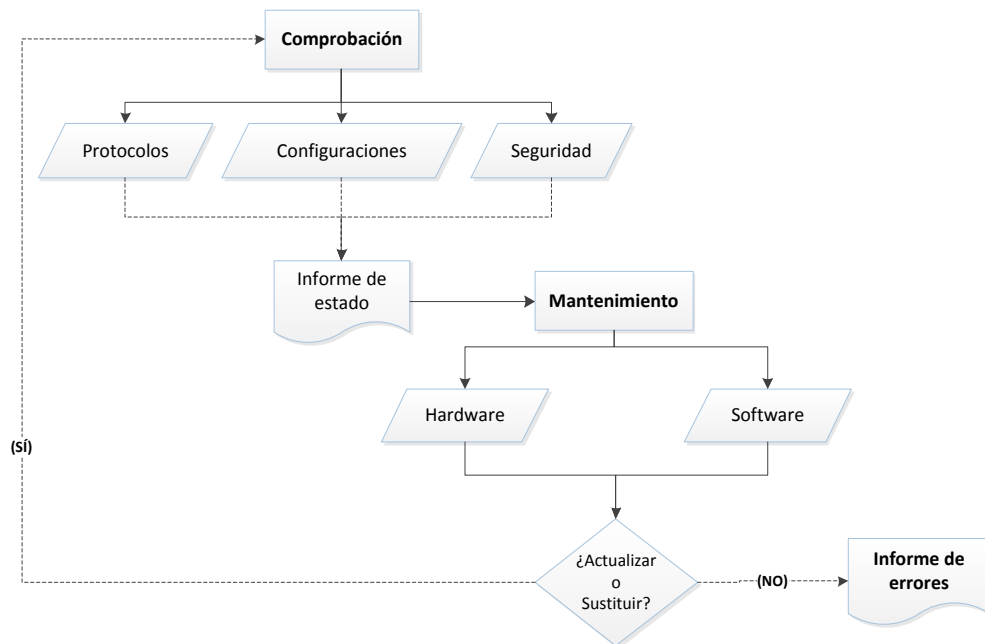 Comprobación
Protocolos
Configuraciones
Seguridad
Informe de
estado
Mantenimiento
Hardware
Software
(SÍ)
¿Actualizar
o
Sustituir?
(NO)
Informe de
errores